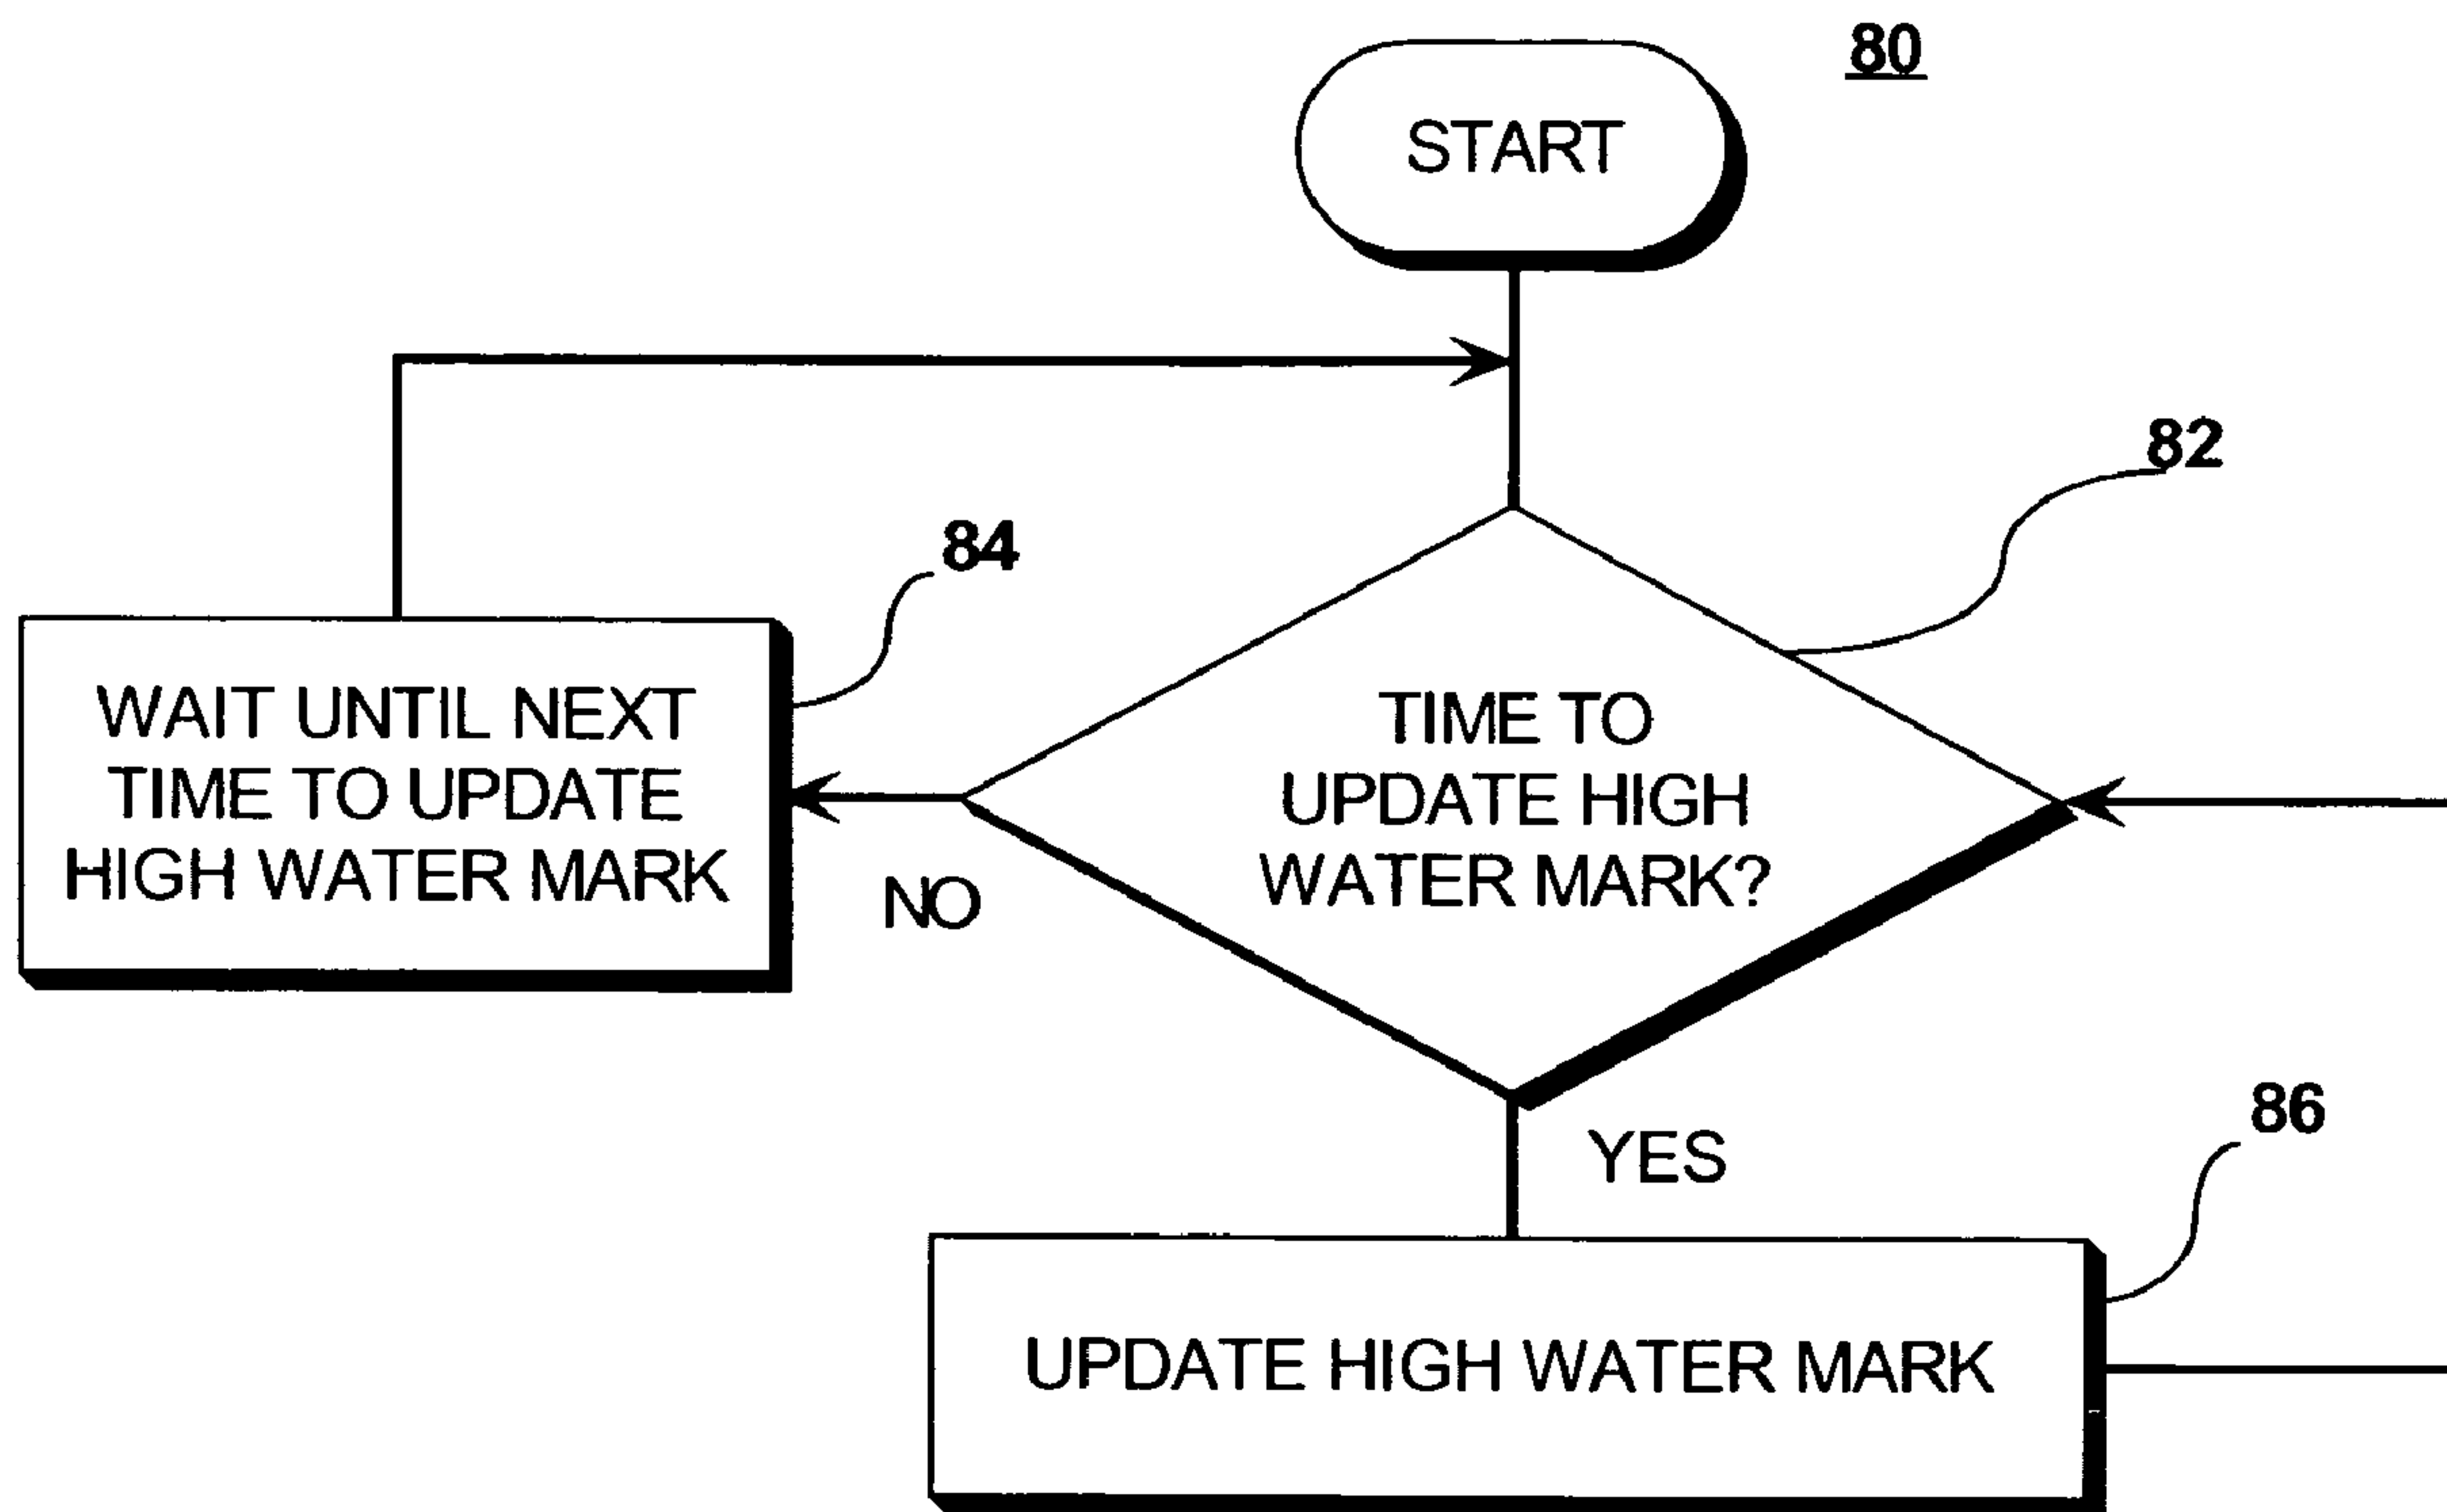 80
START
82
84
WAIT UNTIL NEXT
TIME TO UPDATE
HIGH WATER MARK
TIME TO
UPDATE HIGH
WATER MARK?
NO
YES
86
UPDATE HIGH WATER MARK